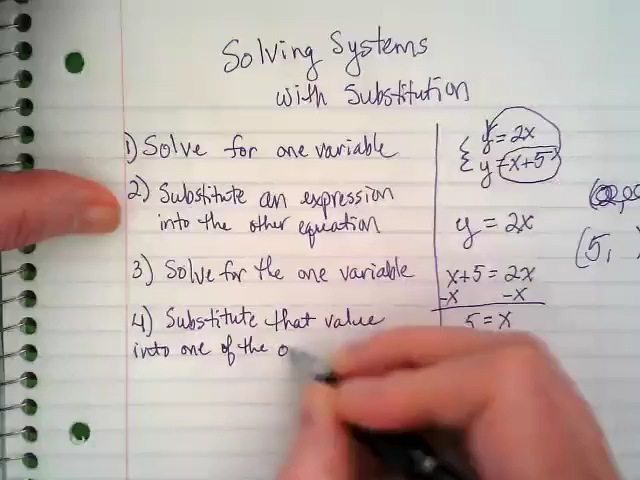 Solving Systems
with Substitution
1) Solve for one variable
2) Substitute an expression
into the other equation
3) Solve for the one variable
4) Substitute that value
into one of the o
y = 2x
y = x+5
y = 2x
x+5 = 2x
-x -x
5 = x
(5,